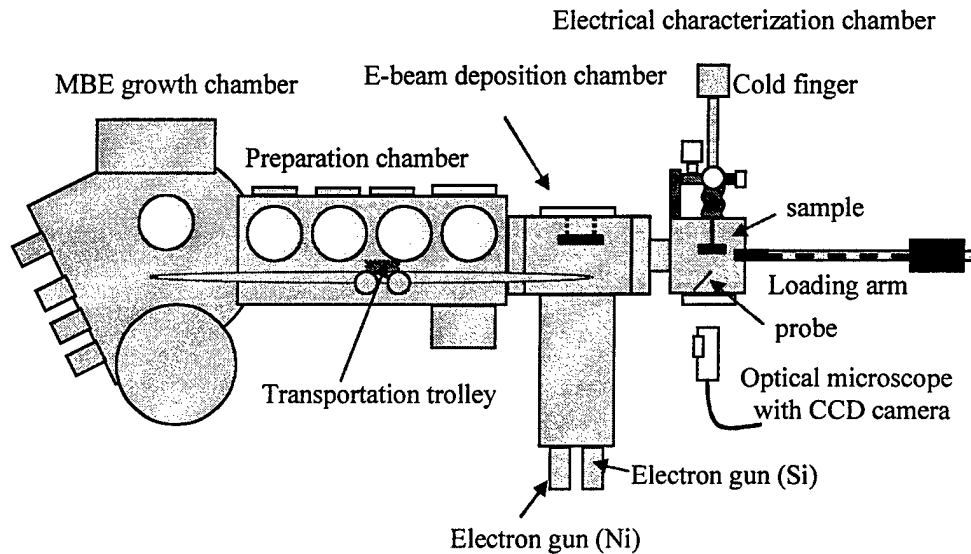 Electrical characterization chamber
E-beam deposition chamber
MBE growth chamber
Cold finger
Preparation chamber
sample
Loading arm
probe
Transportation trolley
Optical microscope
with CCD camera
Electron gun (Si)
Electron gun (Ni)